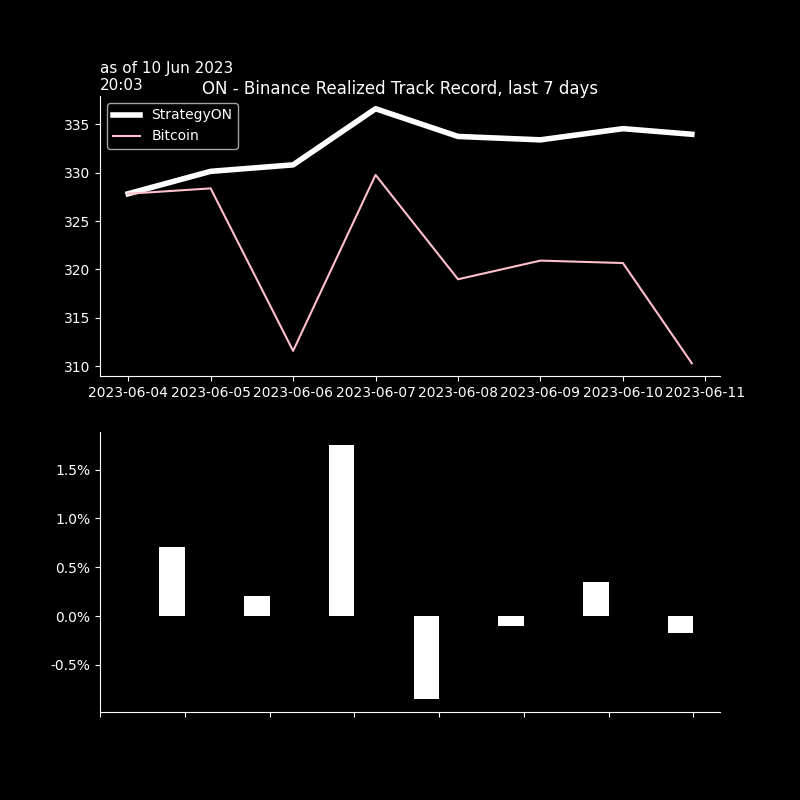 as of 10 Jun 2023
20:03
ON - Binance Realized Track Record, last 7 days
StrategyON
Bitcoin
335
330
325
320
315
310
2023-06-04 2023-06-05 2023-06-06 2023-06-07 2023-06-08 2023-06-09 2023-06-10 2023-06-11
1.5%
1.0%
0.5%
0.0%
-0.5%